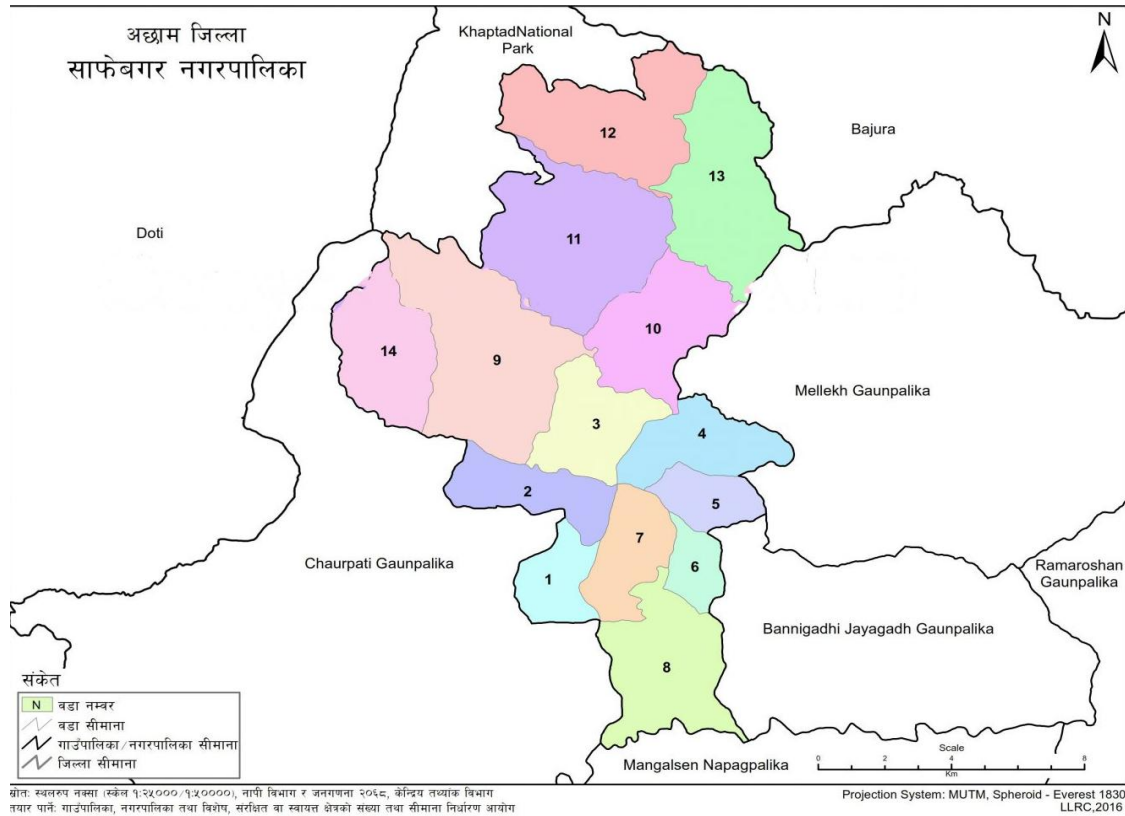 अछाम जिल्ला
साफेबगर नगरपालिका
KhaptadNational
Park
N
Bajura
Doti
12
13
11
10
14
9
Mellekh Gaunpalika
3
4
2
5
7
Chaurpati Gaunpalika
1
6
Ramaroshan
Gaunpalika
Bannigadhi Jayagadh Gaunpalika
8
संकेत
N वडा नम्बर
वडा सीमाना
गाउँपालिका/नगरपालिका सीमाना
जिल्ला सीमाना
Mangalsen Napagpalika
Scale
0 2 4 8
Km
स्रोतः स्थलरुप नक्सा (स्केल १:२५००० ⁄ १:५००००), नापी विभाग र जनगणना २०६८, केन्द्रिय तथ्यांक विभाग
तयार पार्नेः गाउँपालिका, नगरपालिका तथा विशेष, संरक्षित वा स्वायत्त क्षेत्रको संख्या तथा सीमाना निर्धारण आयोग
Projection System: MUTM, Spheroid - Everest 1830
LLRC,2016